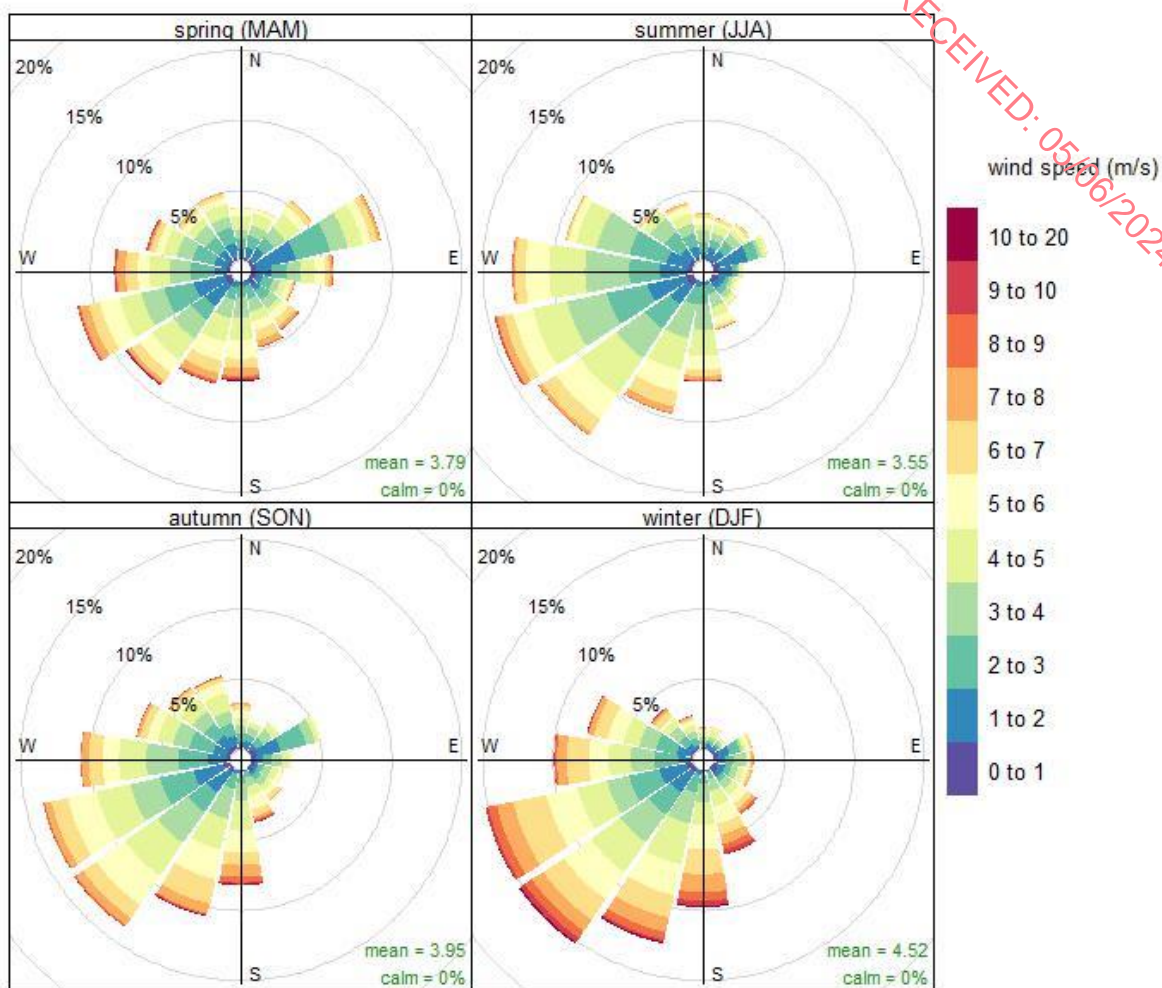 spring (MAM)
N
20%
15%
10%
5%
W
E
S
mean = 3.79
calm = 0%
summer (JJA)
N
20%
15%
10%
5%
W
E
S
mean = 3.55
calm = 0%
autumn (SON)
N
20%
15%
10%
5%
W
E
S
mean = 3.95
calm = 0%
winter (DJF)
N
20%
15%
10%
5%
W
E
S
mean = 4.52
calm = 0%
RECEIVED: 05/06/2024
wind speed (m/s)
10 to 20
9 to 10
8 to 9
7 to 8
6 to 7
5 to 6
4 to 5
3 to 4
2 to 3
1 to 2
0 to 1